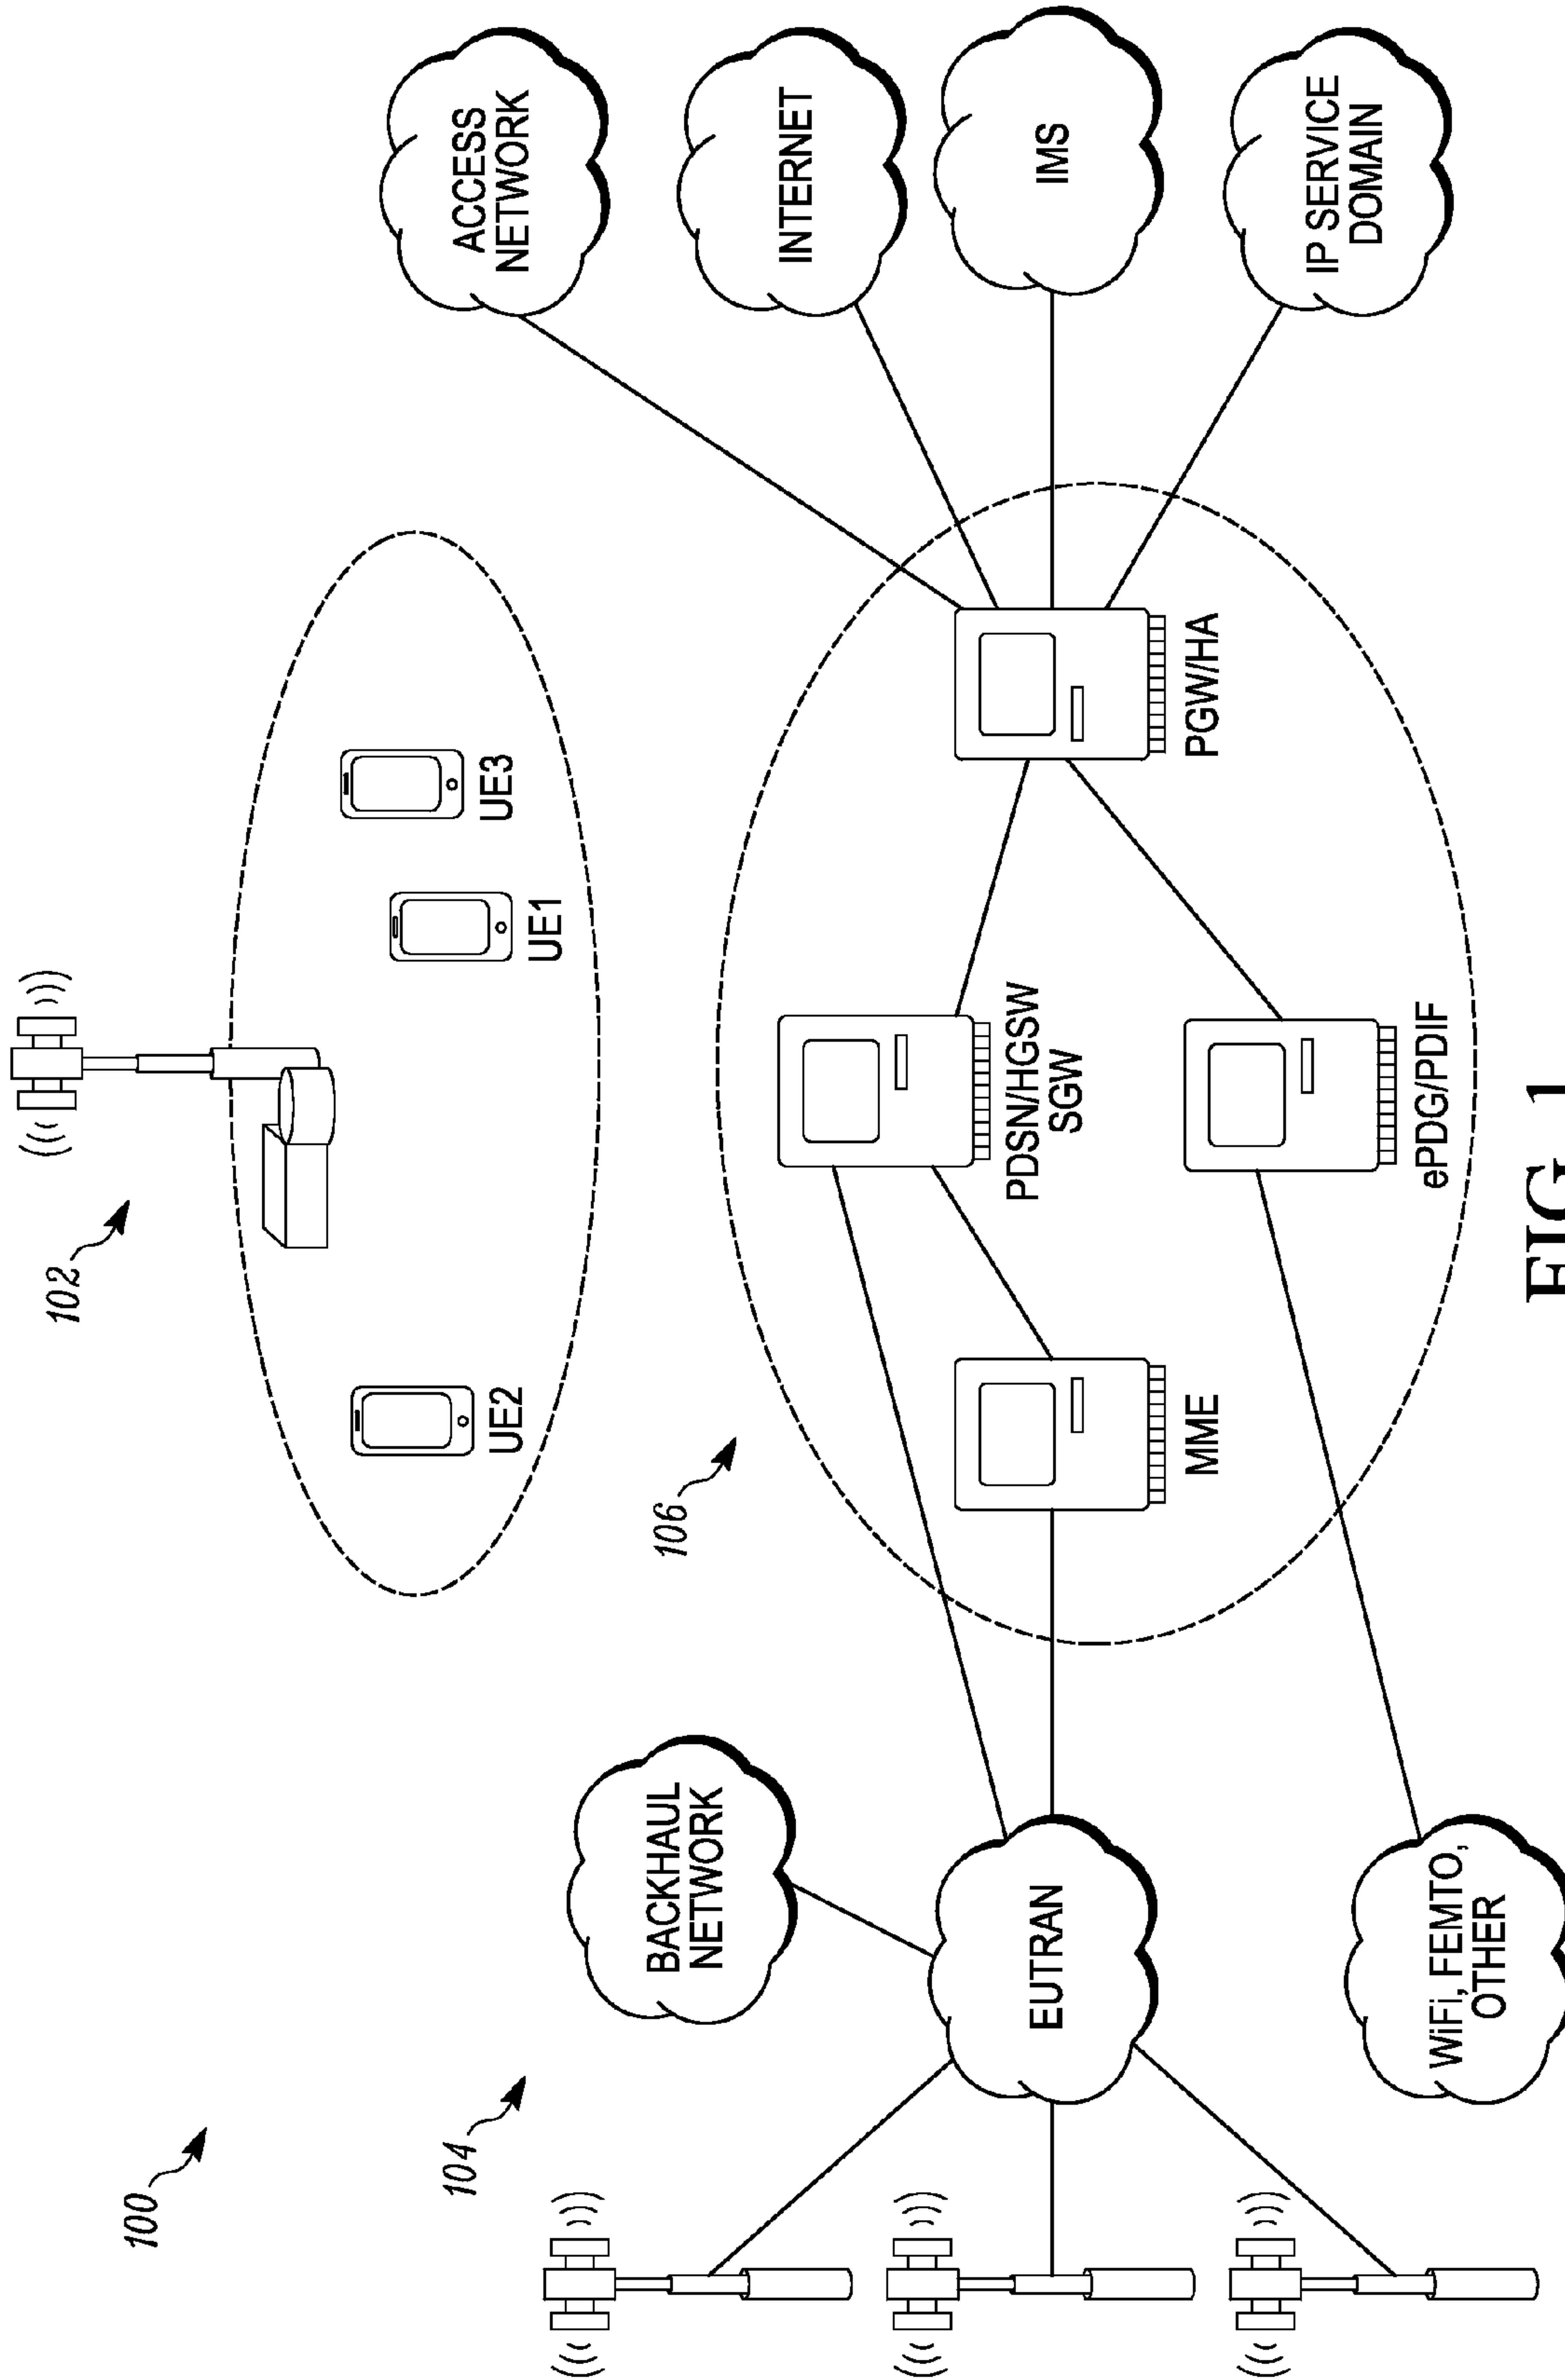 100
102
UE2
UE1
UE3
104
106
BACKHAUL
NETWORK
EUTRAN
WiFi, FEMTO,
OTHER
MME
PDSN/HGSW
SGW
ePDG/PDIF
PGW/HA
ACCESS
NETWORK
INTERNET
IMS
IP SERVICE
DOMAIN
FIG. 1